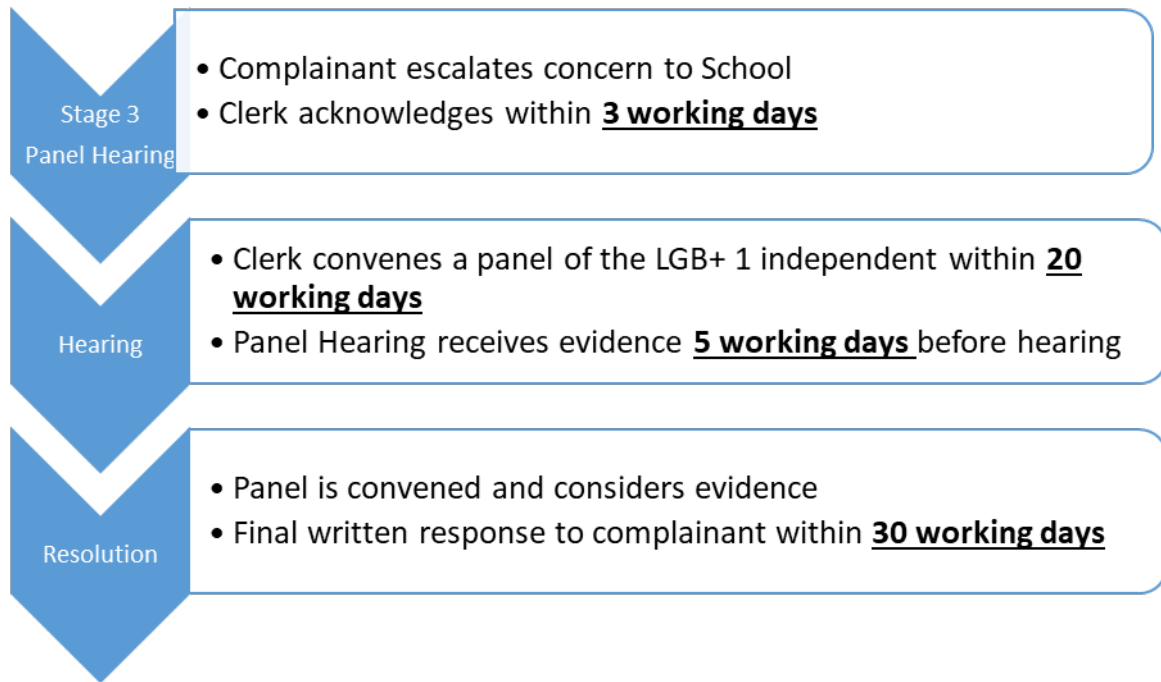 Stage 3
Panel Hearing
• Complainant escalates concern to School
• Clerk acknowledges within 3 working days
Hearing
• Clerk convenes a panel of the LGB+ 1 independent within 20
working days
• Panel Hearing receives evidence 5 working days before hearing
Resolution
• Panel is convened and considers evidence
• Final written response to complainant within 30 working days